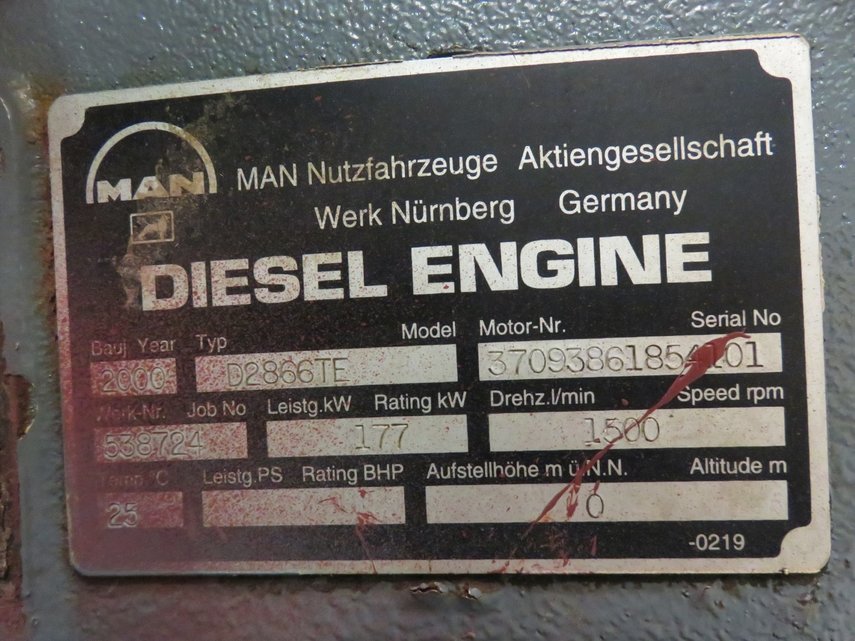 MAN
MAN Nutzfahrzeuge Aktiengesellschaft
Werk Nürnberg Germany
DIESEL ENGINE
Bauj Year Typ Model Motor-Nr. Serial No
2000 D2866TE
Werk-Nr. Job No Leistg.kW Rating kW Drehz.l/min Speed rpm
538724 177 1500
Temp °C Leistg.PS Rating BHP Aufstellhöhe m ü.N.N. Altitude m
25 0
-0219